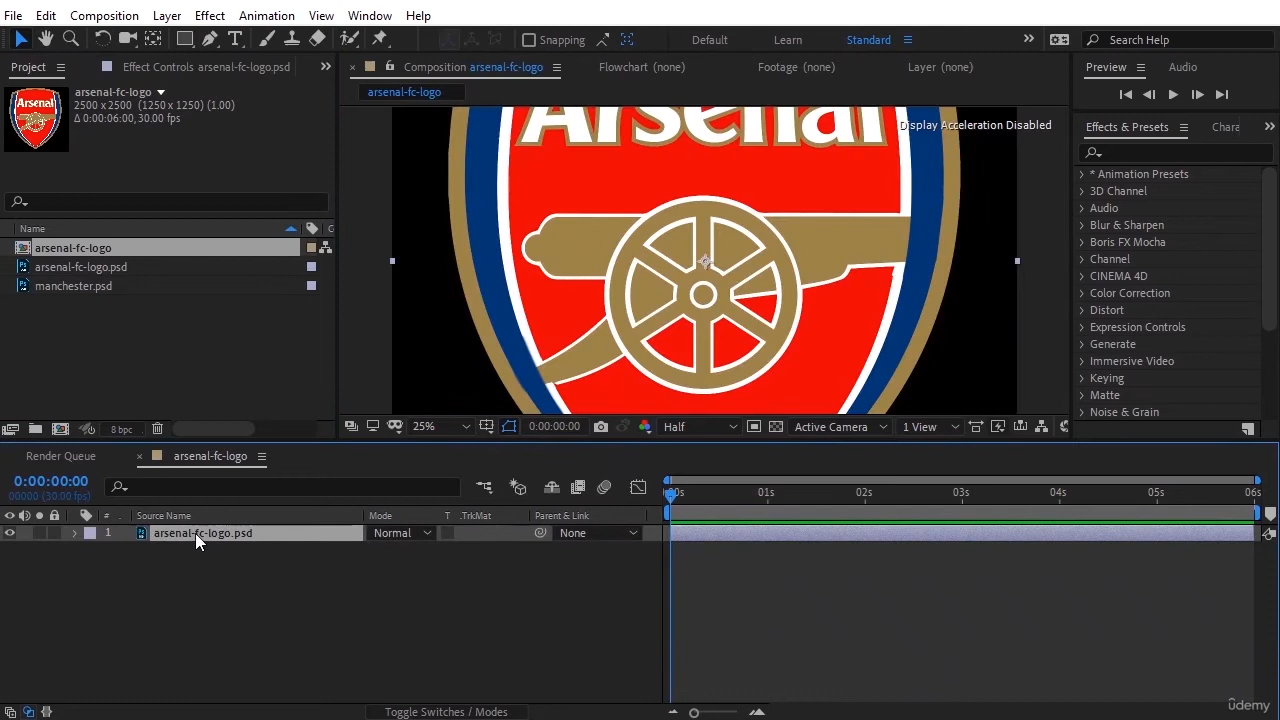 File Edit Composition Layer Effect Animation View Window Help
Snapping Default Learn Standard Search Help
Project Effect Controls arsenal-fc-logo.psd Composition arsenal-fc-logo Flowchart (none) Footage (none) Layer (none) Preview Audio
arsenal-fc-logo
2500 x 2500 (1250 x 1250) (1.00)
Δ 0:00:06:00, 30.00 fps
Arsenal
arsenal-fc-logo
Arsenal
Display Acceleration Disabled
Effects & Presets Chara
Name
arsenal-fc-logo
arsenal-fc-logo.psd
manchester.psd
* Animation Presets
3D Channel
Audio
Blur & Sharpen
Boris FX Mocha
Channel
CINEMA 4D
Color Correction
Distort
Expression Controls
Generate
Immersive Video
Keying
Matte
Noise & Grain
8 bpc 25% 0:00:00:00 Half Active Camera 1 View
Render Queue arsenal-fc-logo
0:00:00:00
00000 (30.00 fps)
00s 01s 02s 03s 04s 05s 06s
# Source Name Mode T .TrkMat Parent & Link
1 arsenal-fc-logo.psd Normal None
Toggle Switches / Modes
ûdemy